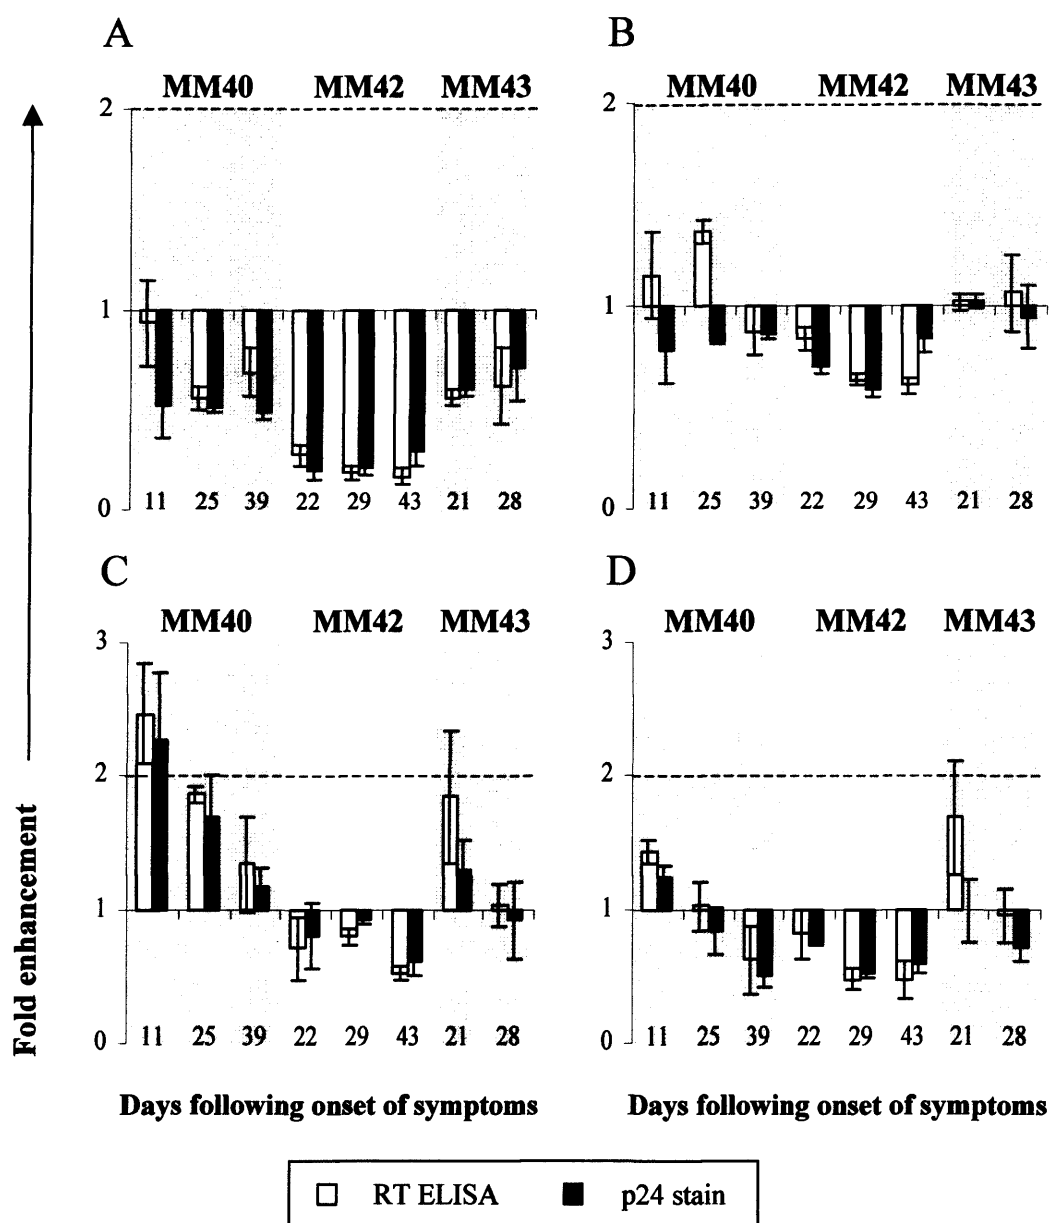 A
B
MM40 MM42 MM43
MM40 MM42 MM43
2
2
1
1
0
0
11 25 39 22 29 43 21 28
11 25 39 22 29 43 21 28
C
D
MM40 MM42 MM43
MM40 MM42 MM43
3
3
2
2
1
1
0
0
11 25 39 22 29 43 21 28
11 25 39 22 29 43 21 28
Fold enhancement
Days following onset of symptoms
Days following onset of symptoms
RT ELISA p24 stain